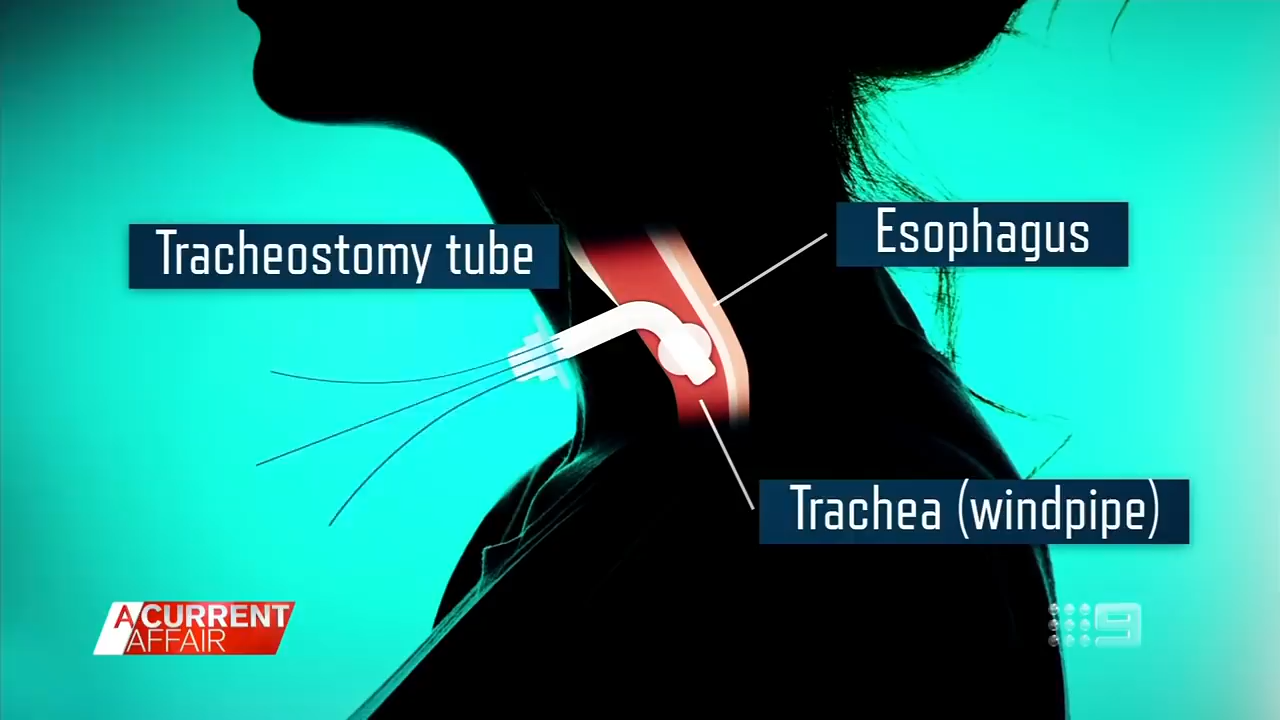 Esophagus
Tracheostomy tube
Trachea (windpipe)
A CURRENT
AFFAIR
9